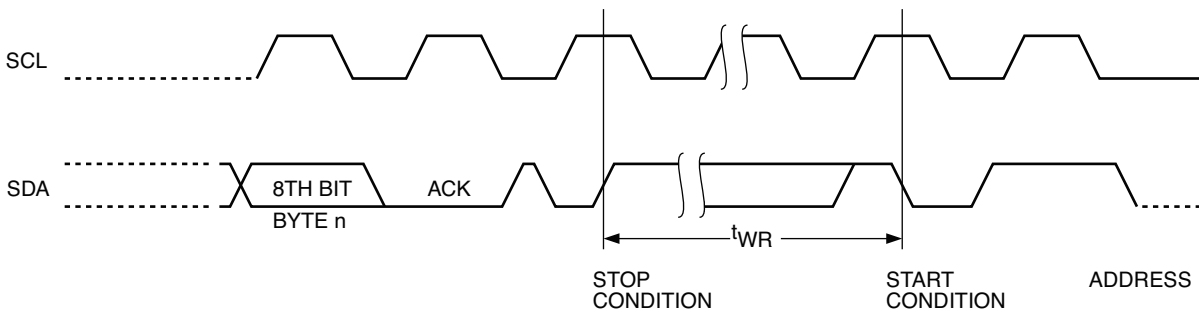 SCL
SDA
8TH BIT
ACK
BYTE n
tWR
STOP
CONDITION
START
CONDITION
ADDRESS